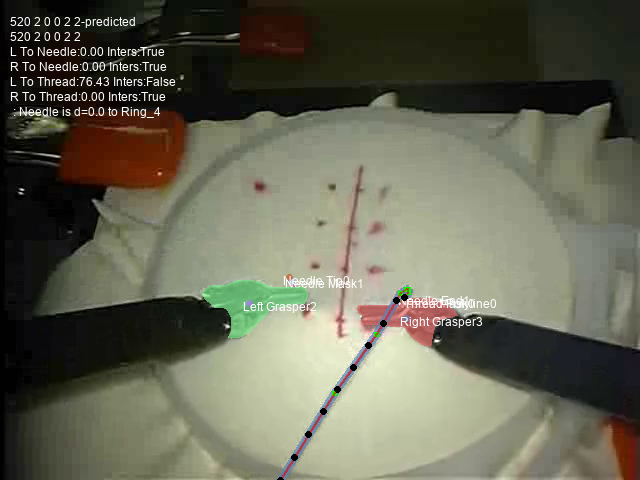 520 2 0 0 2 2-predicted
520 2 0 0 2 2
L To Needle:0.00 Inters:True
R To Needle:0.00 Inters:True
L To Thread:76.43 Inters:False
R To Thread:0.00 Inters:True
: Needle is d=0.0 to Ring_4
Needle Tip0
Needle Mask1
Left Grasper2
Right Grasper3